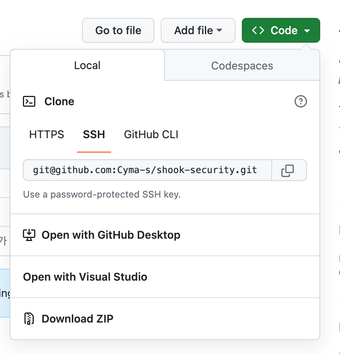 Go to file
Add file
<> Code
Local
Codespaces
Clone
HTTPS
SSH
GitHub CLI
git@github.com:Cyma-s/shook-security.git
Use a password-protected SSH key.
Open with GitHub Desktop
Open with Visual Studio
Download ZIP